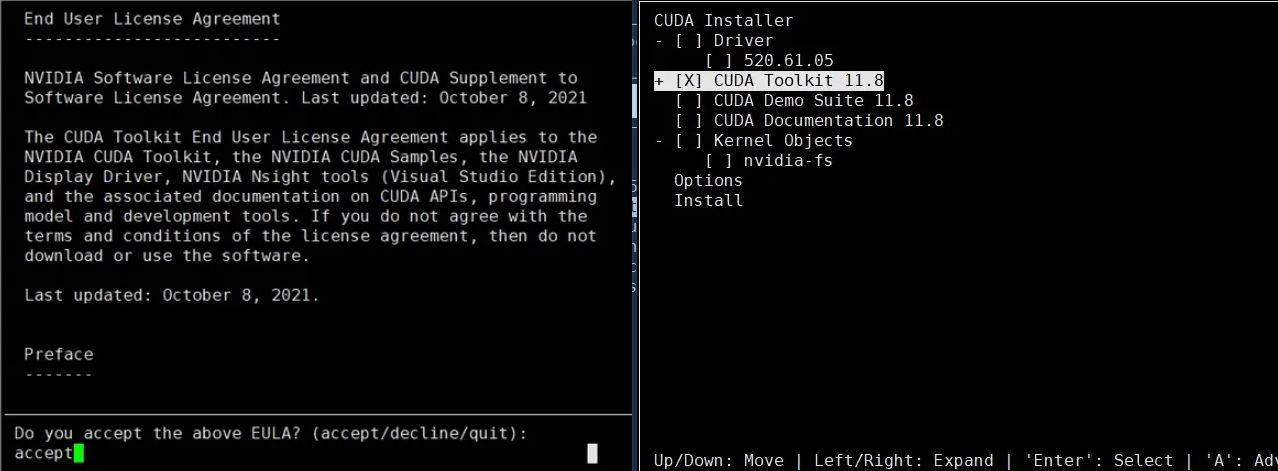 End User License Agreement
--------------------------
NVIDIA Software License Agreement and CUDA Supplement to
Software License Agreement. Last updated: October 8, 2021
The CUDA Toolkit End User License Agreement applies to the
NVIDIA CUDA Toolkit, the NVIDIA CUDA Samples, the NVIDIA
Display Driver, NVIDIA Nsight tools (Visual Studio Edition),
and the associated documentation on CUDA APIs, programming
model and development tools. If you do not agree with the
terms and conditions of the license agreement, then do not
download or use the software.
Last updated: October 8, 2021.
Preface
-------
Do you accept the above EULA? (accept/decline/quit):
accept
CUDA Installer
- [ ] Driver
[ ] 520.61.05
+ [X] CUDA Toolkit 11.8
[ ] CUDA Demo Suite 11.8
[ ] CUDA Documentation 11.8
- [ ] Kernel Objects
[ ] nvidia-fs
Options
Install
Up/Down: Move | Left/Right: Expand | 'Enter': Select | 'A': Adv